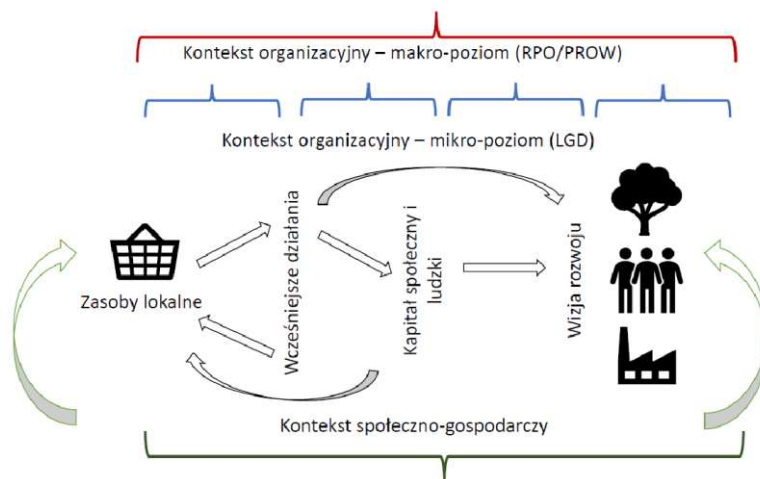 Kontekst organizacyjny – makro-poziom (RPO/PROW)
Kontekst organizacyjny – mikro-poziom (LGD)
Zasoby lokalne
Wcześniejsze działania
Kapitał społeczny i
ludzki
Wizja rozwoju
Kontekst społeczno-gospodarczy